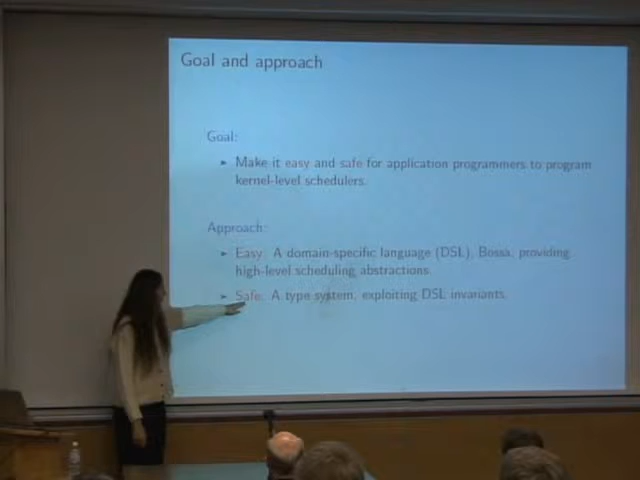 Goal and approach
Goal:
► Make it easy and safe for application programmers to program
kernel-level schedulers.
Approach:
► Easy: A domain-specific language (DSL), Bossa, providing
high-level scheduling abstractions.
► Safe: A type system, exploiting DSL invariants.